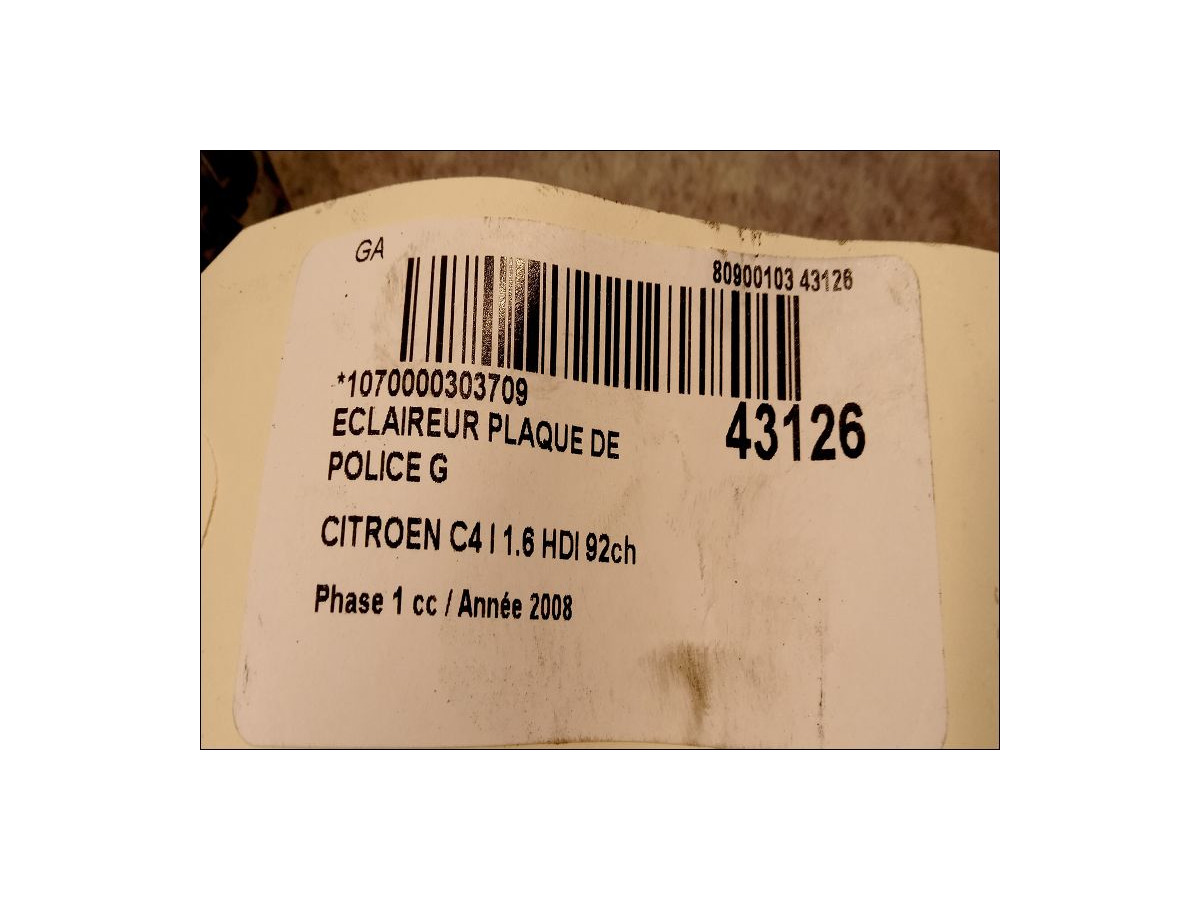 GA
80900103 43126
*1070000303709
43126
ECLAIREUR PLAQUE DE
POLICE G
CITROEN C4 I 1.6 HDI 92ch
Phase 1 cc / Année 2008